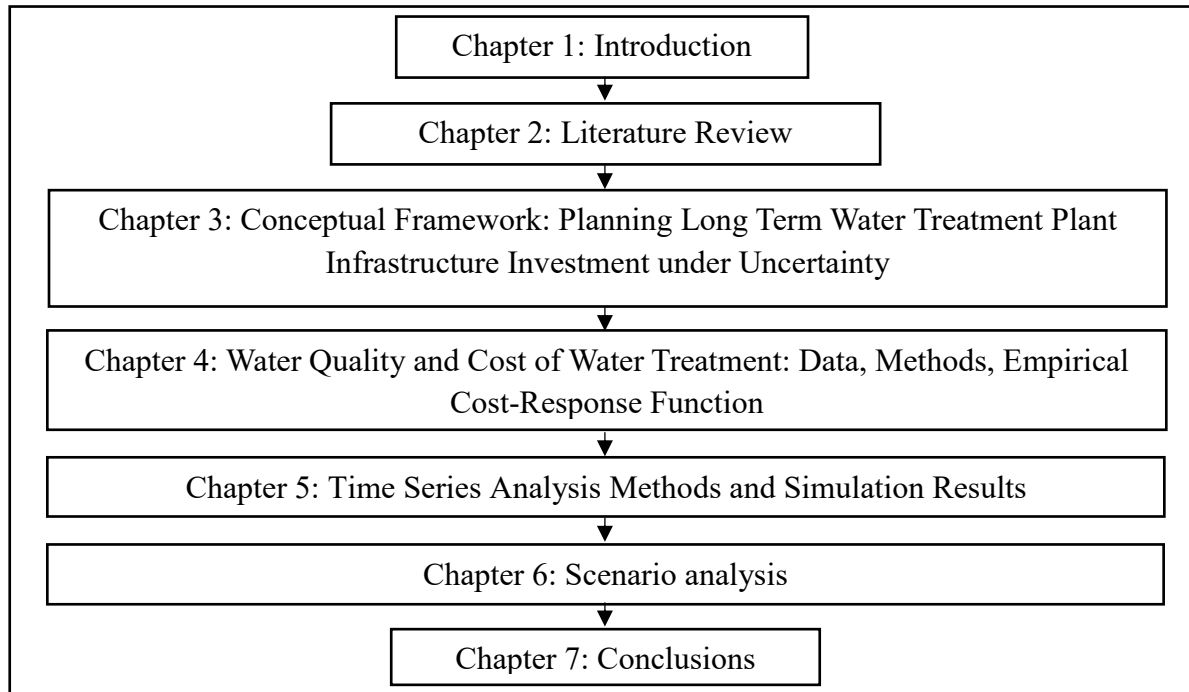 Chapter 1: Introduction
Chapter 2: Literature Review
Chapter 3: Conceptual Framework: Planning Long Term Water Treatment Plant
Infrastructure Investment under Uncertainty
Chapter 4: Water Quality and Cost of Water Treatment: Data, Methods, Empirical
Cost-Response Function
Chapter 5: Time Series Analysis Methods and Simulation Results
Chapter 6: Scenario analysis
Chapter 7: Conclusions